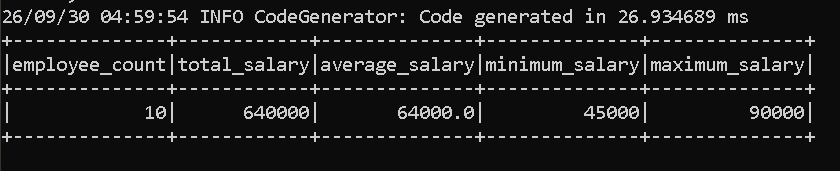 26/09/30 04:59:54 INFO CodeGenerator: Code generated in 26.934689 ms
+--------------+------------+--------------+--------------+--------------+
|employee_count|total_salary|average_salary|minimum_salary|maximum_salary|
+--------------+------------+--------------+--------------+--------------+
|            10|      640000|       64000.0|         45000|         90000|
+--------------+------------+--------------+--------------+--------------+